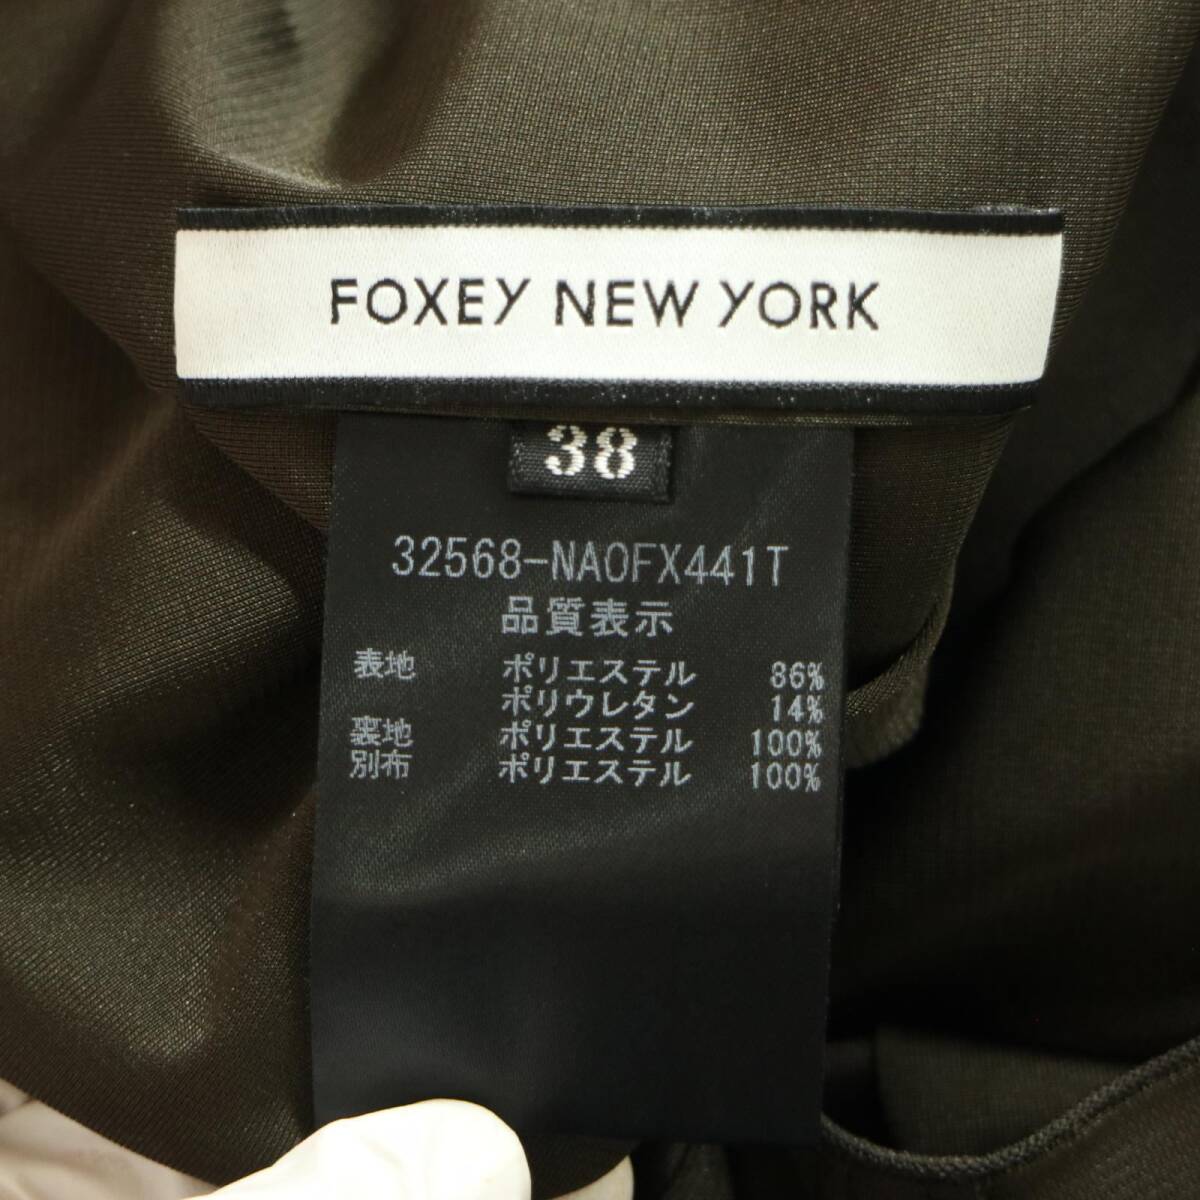 FOXEY NEW YORK
38
32568-NAOFX441T
品質表示
表地 ポリエステル 86%
ポリウレタン 14%
裏地 ポリエステル 100%
別布 ポリエステル 100%